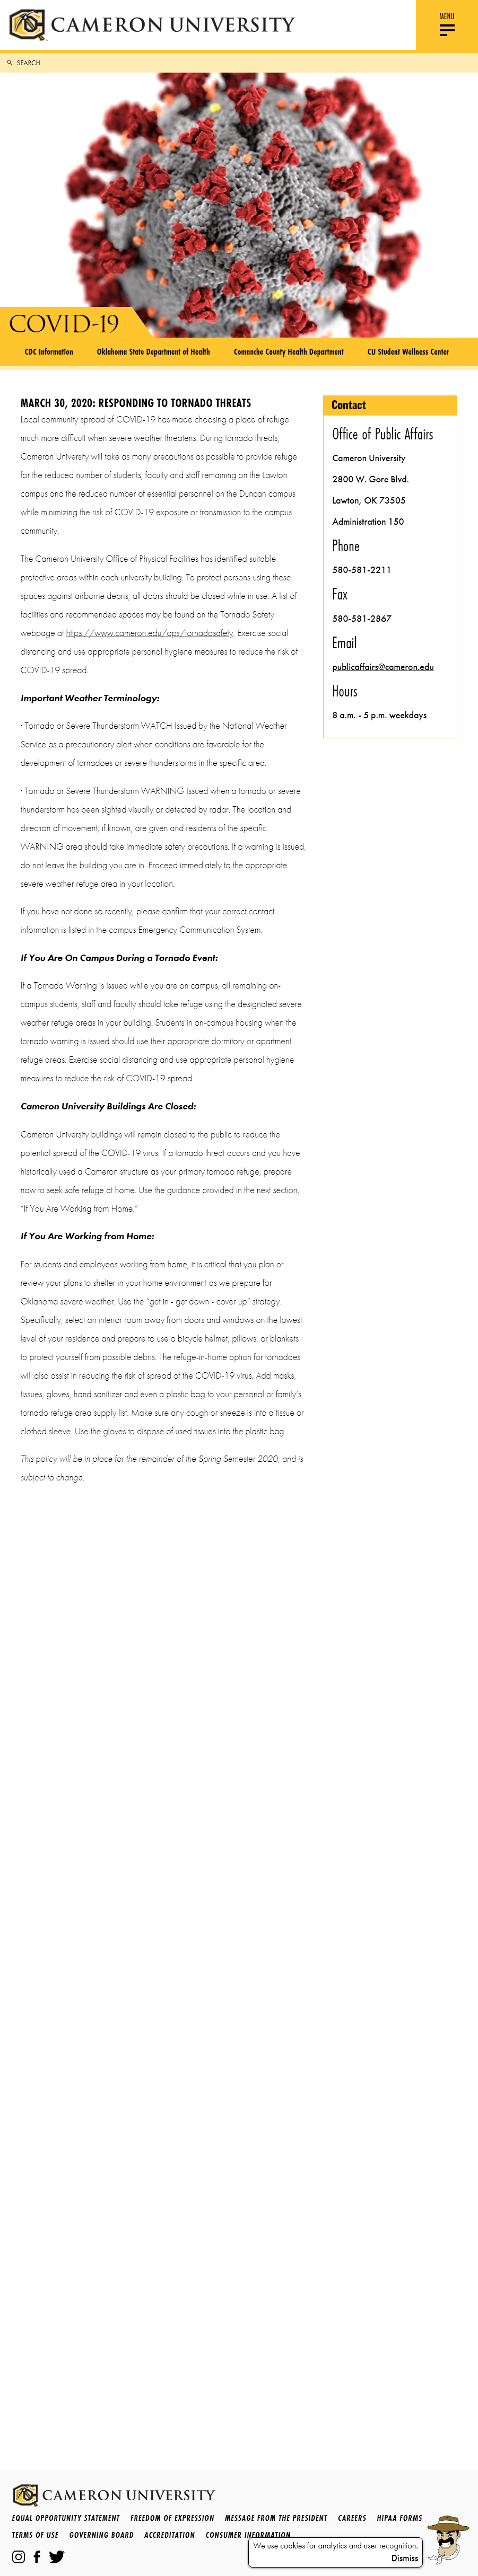 CAMERON UNIVERSITY
MENU
SEARCH
COVID-19
CDC Information Oklahoma State Department of Health Comanche County Health Department CU Student Wellness Center
MARCH 30, 2020: RESPONDING TO TORNADO THREATS
Local community spread of COVID-19 has made choosing a place of refuge
much more difficult when severe weather threatens. During tornado threats,
Cameron University will take as many precautions as possible to provide refuge
for the reduced number of students, faculty and staff remaining on the Lawton
campus and the reduced number of essential personnel on the Duncan campus
while minimizing the risk of COVID-19 exposure or transmission to the campus
community.
The Cameron University Office of Physical Facilities has identified suitable
protective areas within each university building. To protect persons using these
spaces against airborne debris, all doors should be closed while in use. A list of
facilities and recommended spaces may be found on the Tornado Safety
webpage at https://www.cameron.edu/ops/tornadosafety. Exercise social
distancing and use appropriate personal hygiene measures to reduce the risk of
COVID-19 spread.
Important Weather Terminology:
· Tornado or Severe Thunderstorm WATCH Issued by the National Weather
Service as a precautionary alert when conditions are favorable for the
development of tornadoes or severe thunderstorms in the specific area.
· Tornado or Severe Thunderstorm WARNING Issued when a tornado or severe
thunderstorm has been sighted visually or detected by radar. The location and
direction of movement, if known, are given and residents of the specific
WARNING area should take immediate safety precautions. If a warning is issued,
do not leave the building you are in. Proceed immediately to the appropriate
severe weather refuge area in your location.
If you have not done so recently, please confirm that your correct contact
information is listed in the campus Emergency Communication System.
If You Are On Campus During a Tornado Event:
If a Tornado Warning is issued while you are on campus, all remaining on-
campus students, staff and faculty should take refuge using the designated severe
weather refuge areas in your building. Students in on-campus housing when the
tornado warning is issued should use their appropriate dormitory or apartment
refuge areas. Exercise social distancing and use appropriate personal hygiene
measures to reduce the risk of COVID-19 spread.
Cameron University Buildings Are Closed:
Cameron University buildings will remain closed to the public to reduce the
potential spread of the COVID-19 virus. If a tornado threat occurs and you have
historically used a Cameron structure as your primary tornado refuge, prepare
now to seek safe refuge at home. Use the guidance provided in the next section,
"If You Are Working from Home."
If You Are Working from Home:
For students and employees working from home, it is critical that you plan or
review your plans to shelter in your home environment as we prepare for
Oklahoma severe weather. Use the "get in - get down - cover up" strategy.
Specifically, select an interior room away from doors and windows on the lowest
level of your residence and prepare to use a bicycle helmet, pillows, or blankets
to protect yourself from possible debris. The refuge-in-home option for tornadoes
will also assist in reducing the risk of spread of the COVID-19 virus. Add masks,
tissues, gloves, hand sanitizer and even a plastic bag to your personal or family's
tornado refuge area supply list. Make sure any cough or sneeze is into a tissue or
clothed sleeve. Use the gloves to dispose of used tissues into the plastic bag.
This policy will be in place for the remainder of the Spring Semester 2020, and is
subject to change.
Contact
Office of Public Affairs
Cameron University
2800 W. Gore Blvd.
Lawton, OK 73505
Administration 150
Phone
580-581-2211
Fax
580-581-2867
Email
publicaffairs@cameron.edu
Hours
8 a.m. - 5 p.m. weekdays
CAMERON UNIVERSITY
EQUAL OPPORTUNITY STATEMENT FREEDOM OF EXPRESSION MESSAGE FROM THE PRESIDENT CAREERS HIPAA FORMS
TERMS OF USE GOVERNING BOARD ACCREDITATION CONSUMER INFORMATION
We use cookies for analytics and user recognition.
Dismiss